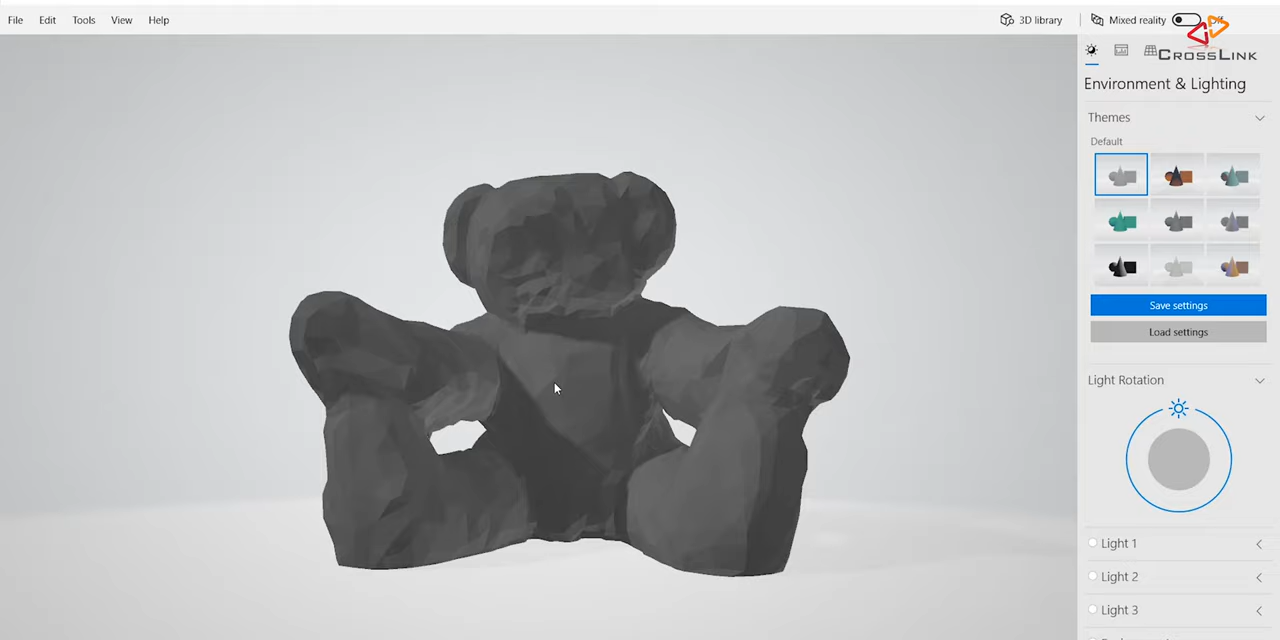 File Edit Tools View Help 3D library Mixed reality Off
CROSSLINK
Environment & Lighting
Themes
Default
Save settings
Load settings
Light Rotation
Light 1
Light 2
Light 3